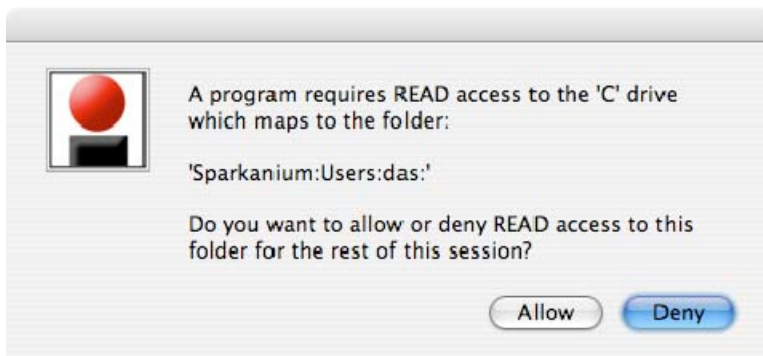 A program requires READ access to the 'C' drive
which maps to the folder:
'Sparkanium:Users:das:'
Do you want to allow or deny READ access to this
folder for the rest of this session?
Allow Deny